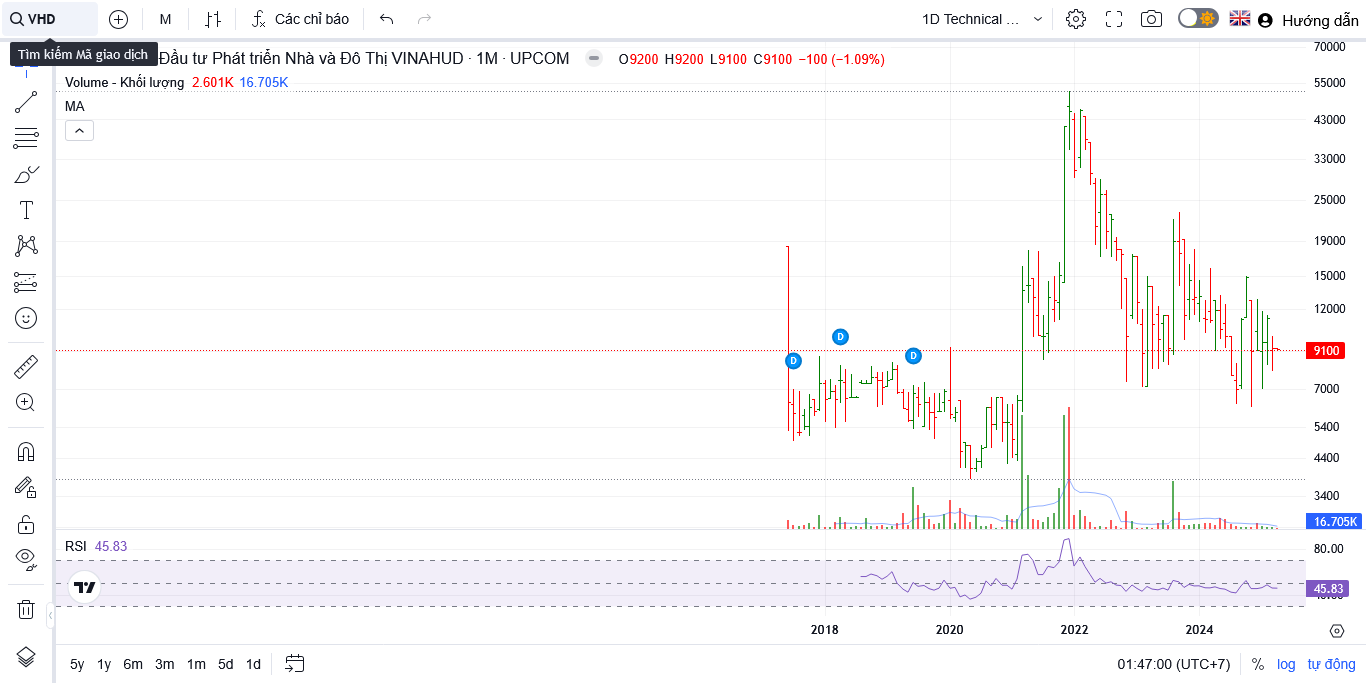 VHD
M
Các chỉ báo
1D Technical ...
Hướng dẫn
Tìm kiếm Mã giao dịch
Đầu tư Phát triển Nhà và Đô Thị VINAHUD · 1M · UPCOM
O9200 H9200 L9100 C9100 −100 (−1.09%)
Volume - Khối lượng 2.601K 16.705K
MA
70000
55000
43000
33000
25000
19000
15000
12000
9100
7000
5400
4400
3400
16.705K
D
D
D
RSI 45.83
80.00
45.83
2018
2020
2022
2024
5y 1y 6m 3m 1m 5d 1d
01:47:00 (UTC+7)
% log tự động